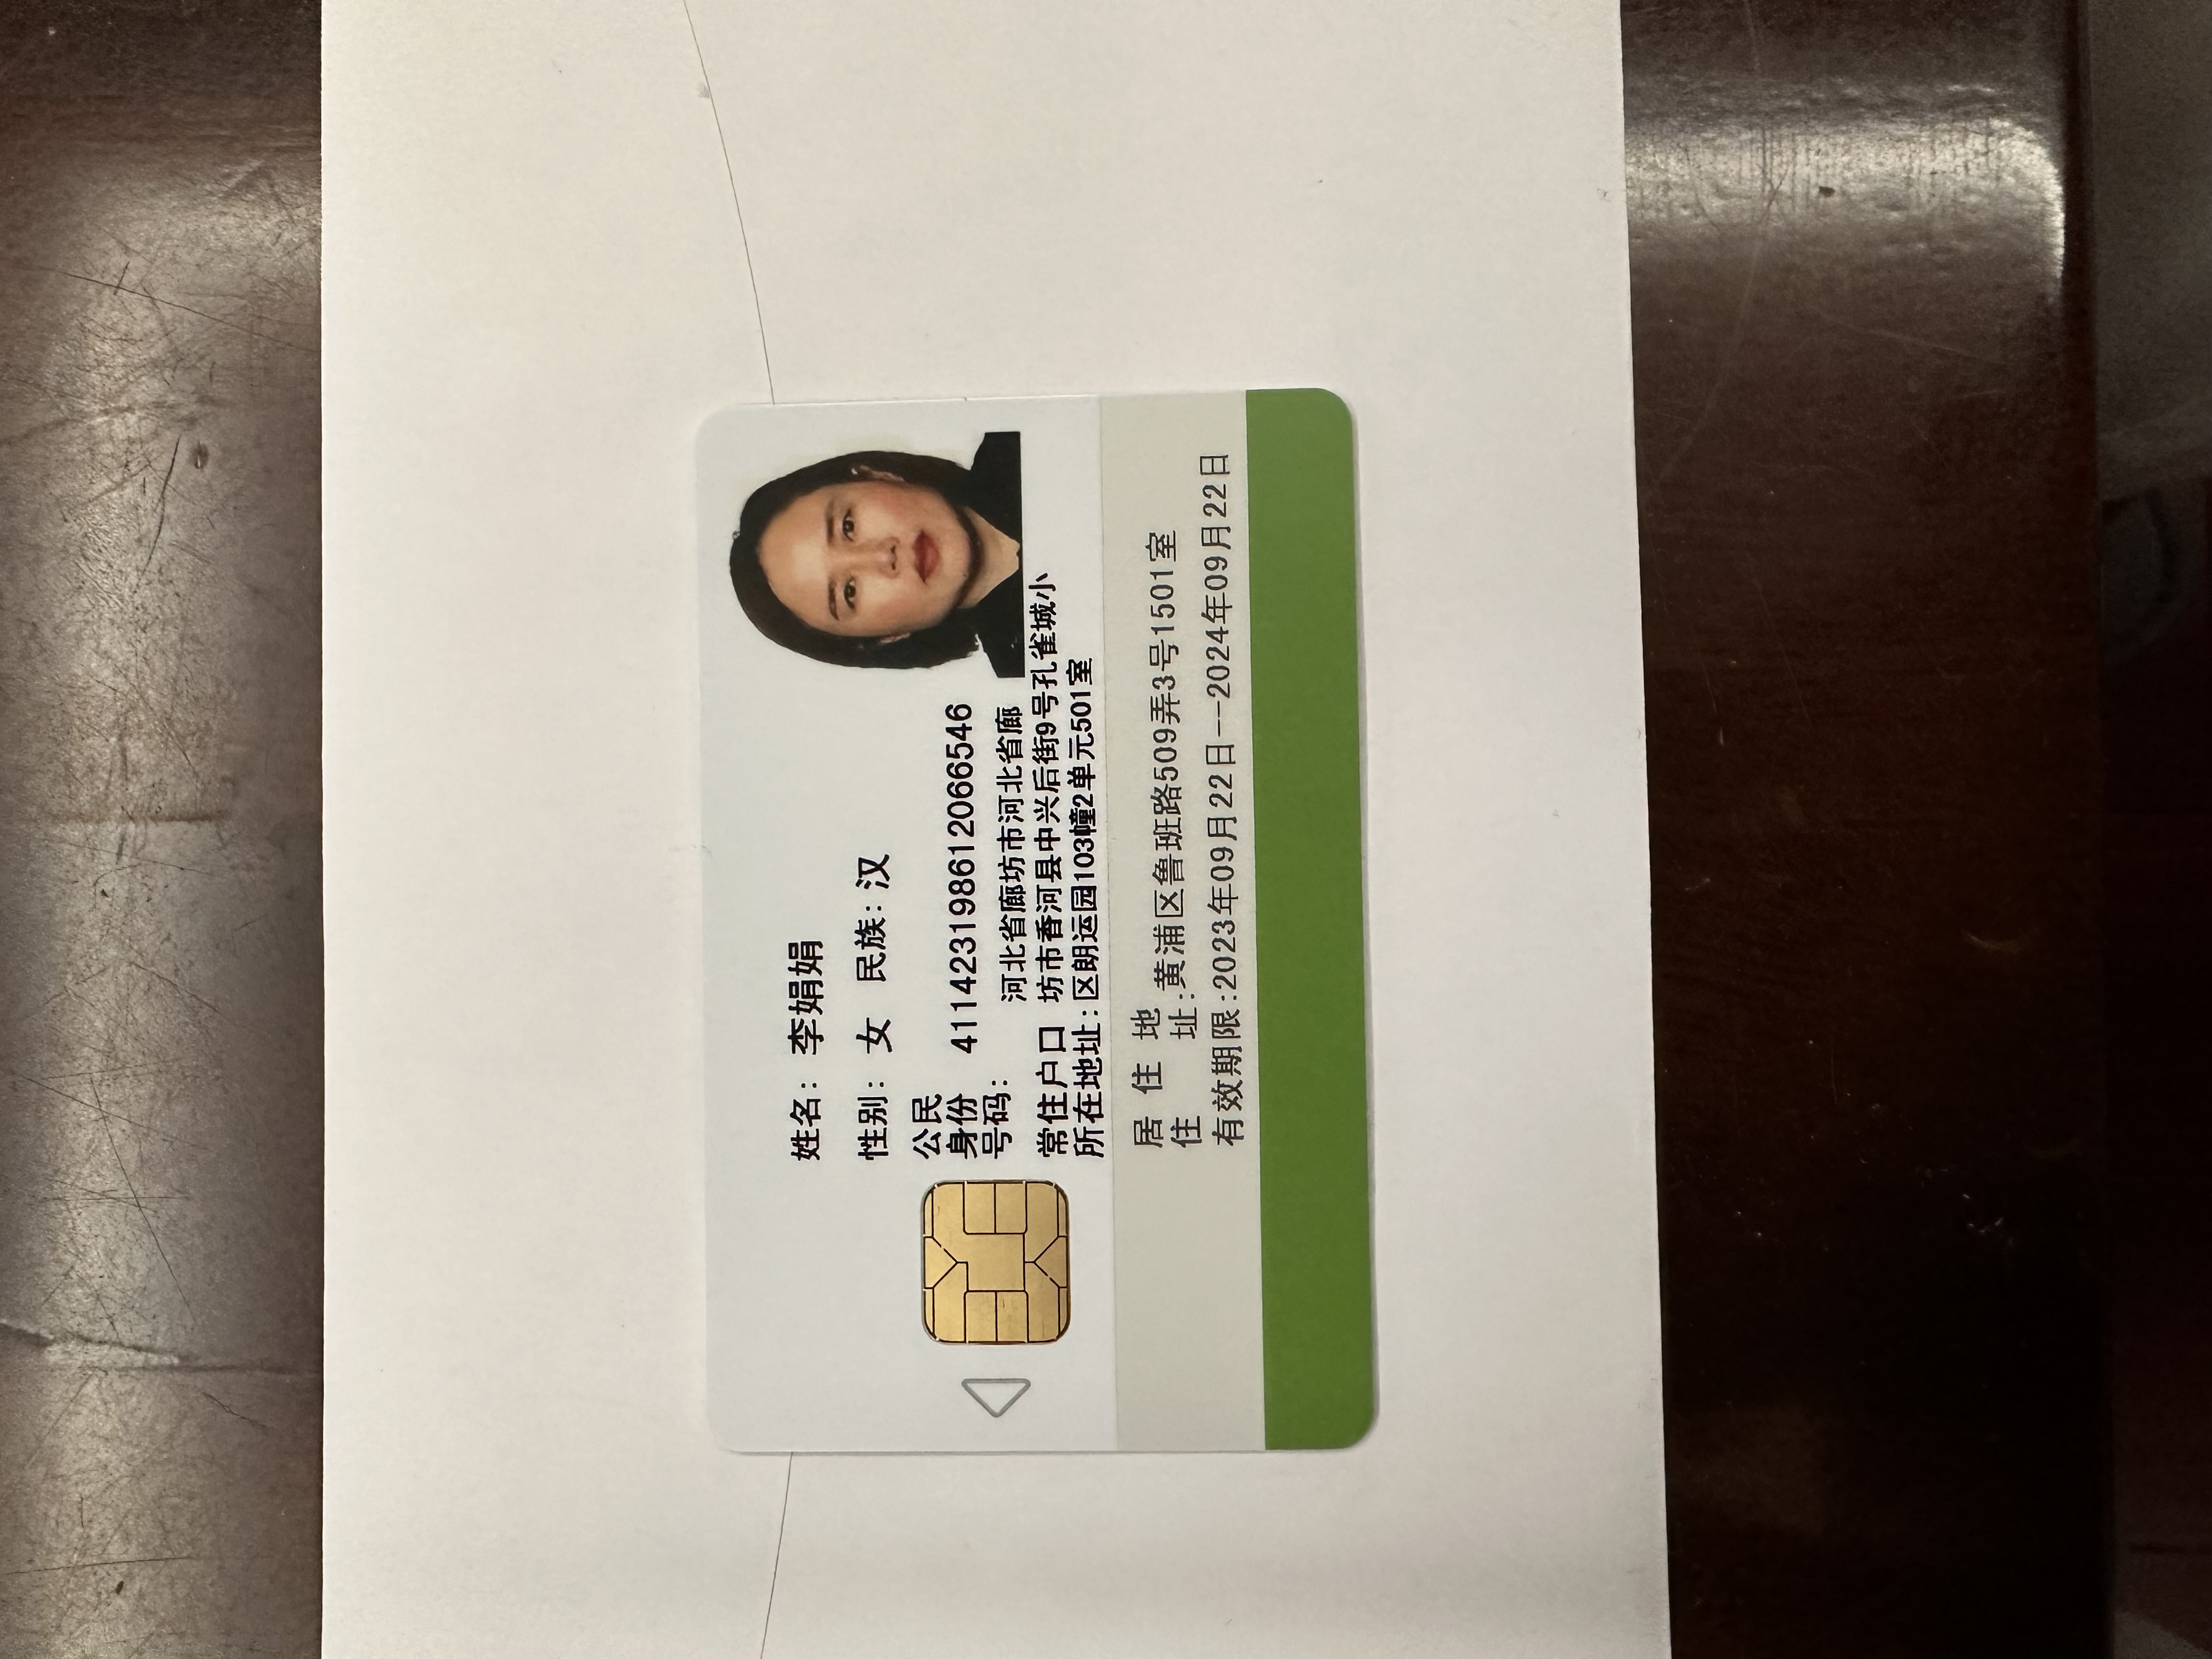 姓名: 李娟娟
性别: 女 民族: 汉
公民
身份 411423198612066546
号码:
河北省廊坊市河北省廊
常住户口 坊市香河县中兴后街9号孔雀城小
所在地址: 区朗运园103幢2单元501室
居 住 地
住 址: 黄浦区鲁班路509弄3号1501室
有效期限: 2023年09月22日--2024年09月22日